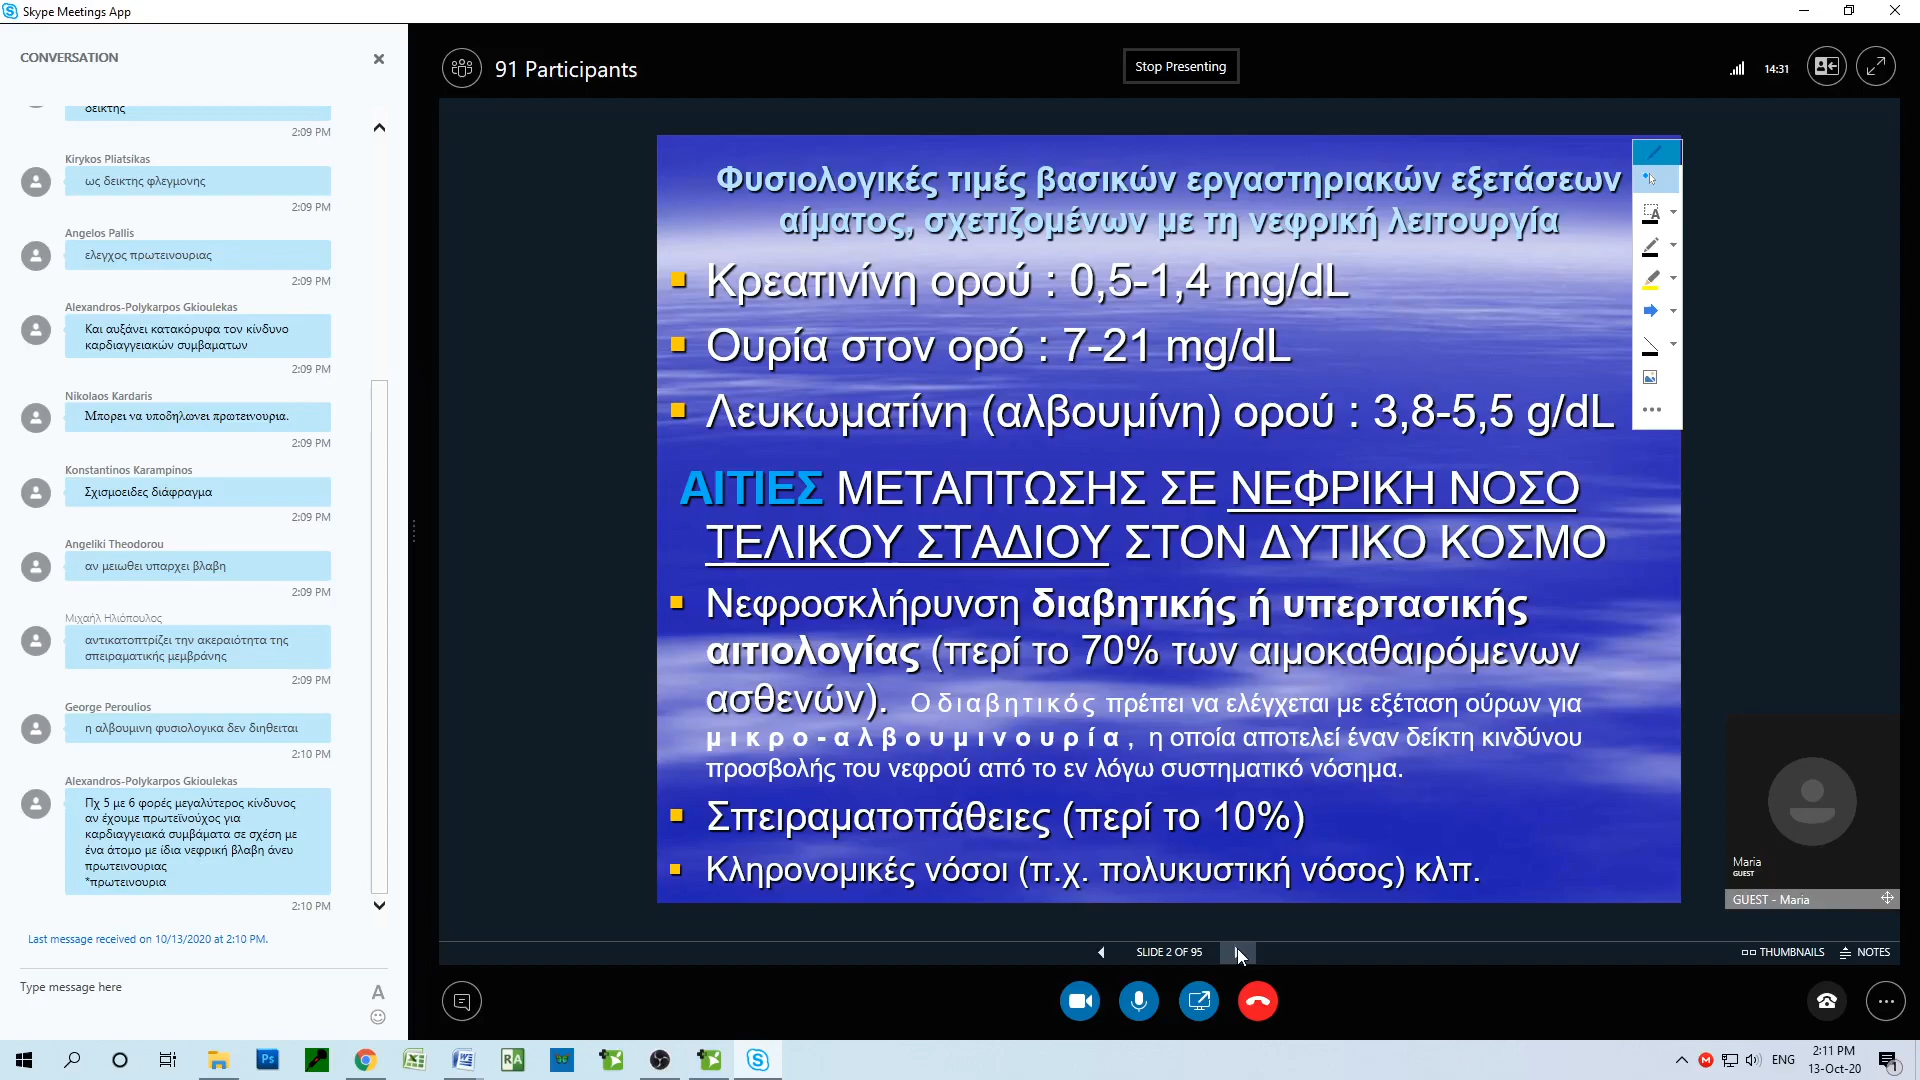 Skype Meetings App
CONVERSATION
δείκτης
2:09 PM
Kirykos Pliatsikas
ως δεικτης φλεγμονης
2:09 PM
Angelos Pallis
ελεγχος πρωτεινουριας
2:09 PM
Alexandros-Polykarpos Gkioulekas
Και αυξάνει κατακόρυφα τον κίνδυνο
καρδιαγγειακών συμβαματων
2:09 PM
Nikolaos Kardaris
Μπορει να υποδηλωνει πρωτεινουρια.
2:09 PM
Konstantinos Karampinos
Σχισμοειδες διάφραγμα
2:09 PM
Angeliki Theodorou
αν μειωθει υπαρχει βλαβη
2:09 PM
Μιχαήλ Ηλιόπουλος
αντικατοπτρίζει την ακεραιότητα της
σπειραματικής μεμβράνης
2:09 PM
George Peroulios
η αλβουμινη φυσιολογικα δεν διηθειται
2:10 PM
Alexandros-Polykarpos Gkioulekas
Πχ 5 με 6 φορές μεγαλύτερος κίνδυνος
αν έχουμε πρωτεϊνούχος για
καρδιαγγειακά συμβάματα σε σχέση με
ένα άτομο με ίδια νεφρική βλαβη άνευ
πρωτεινουριας
*πρωτεινουρια
2:10 PM
Last message received on 10/13/2020 at 2:10 PM.
Type message here
A
91 Participants
Stop Presenting
14:31
Φυσιολογικές τιμές βασικών εργαστηριακών εξετάσεων
αίματος, σχετιζομένων με τη νεφρική λειτουργία
Κρεατινίνη ορού : 0,5-1,4 mg/dL
Ουρία στον ορό : 7-21 mg/dL
Λευκωματίνη (αλβουμίνη) ορού : 3,8-5,5 g/dL
ΑΙΤΙΕΣ ΜΕΤΑΠΤΩΣΗΣ ΣΕ ΝΕΦΡΙΚΗ ΝΟΣΟ
ΤΕΛΙΚΟΥ ΣΤΑΔΙΟΥ ΣΤΟΝ ΔΥΤΙΚΟ ΚΟΣΜΟ
Νεφροσκλήρυνση διαβητικής ή υπερτασικής
αιτιολογίας (περί το 70% των αιμοκαθαιρόμενων
ασθενών). Ο διαβητικός πρέπει να ελέγχεται με εξέταση ούρων για
μικρο-αλβουμινουρία, η οποία αποτελεί έναν δείκτη κινδύνου
προσβολής του νεφρού από το εν λόγω συστηματικό νόσημα.
Σπειραματοπάθειες (περί το 10%)
Κληρονομικές νόσοι (π.χ. πολυκυστική νόσος) κλπ.
Maria
GUEST
GUEST - Maria
SLIDE 2 OF 95
THUMBNAILS
NOTES
Ps
RA
ENG
2:11 PM
13-Oct-20
1